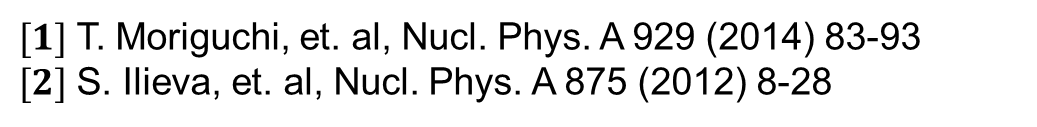 [1] T. Moriguchi, et. al, Nucl. Phys. A 929 (2014) 83-93
[2] S. Ilieva, et. al, Nucl. Phys. A 875 (2012) 8-28